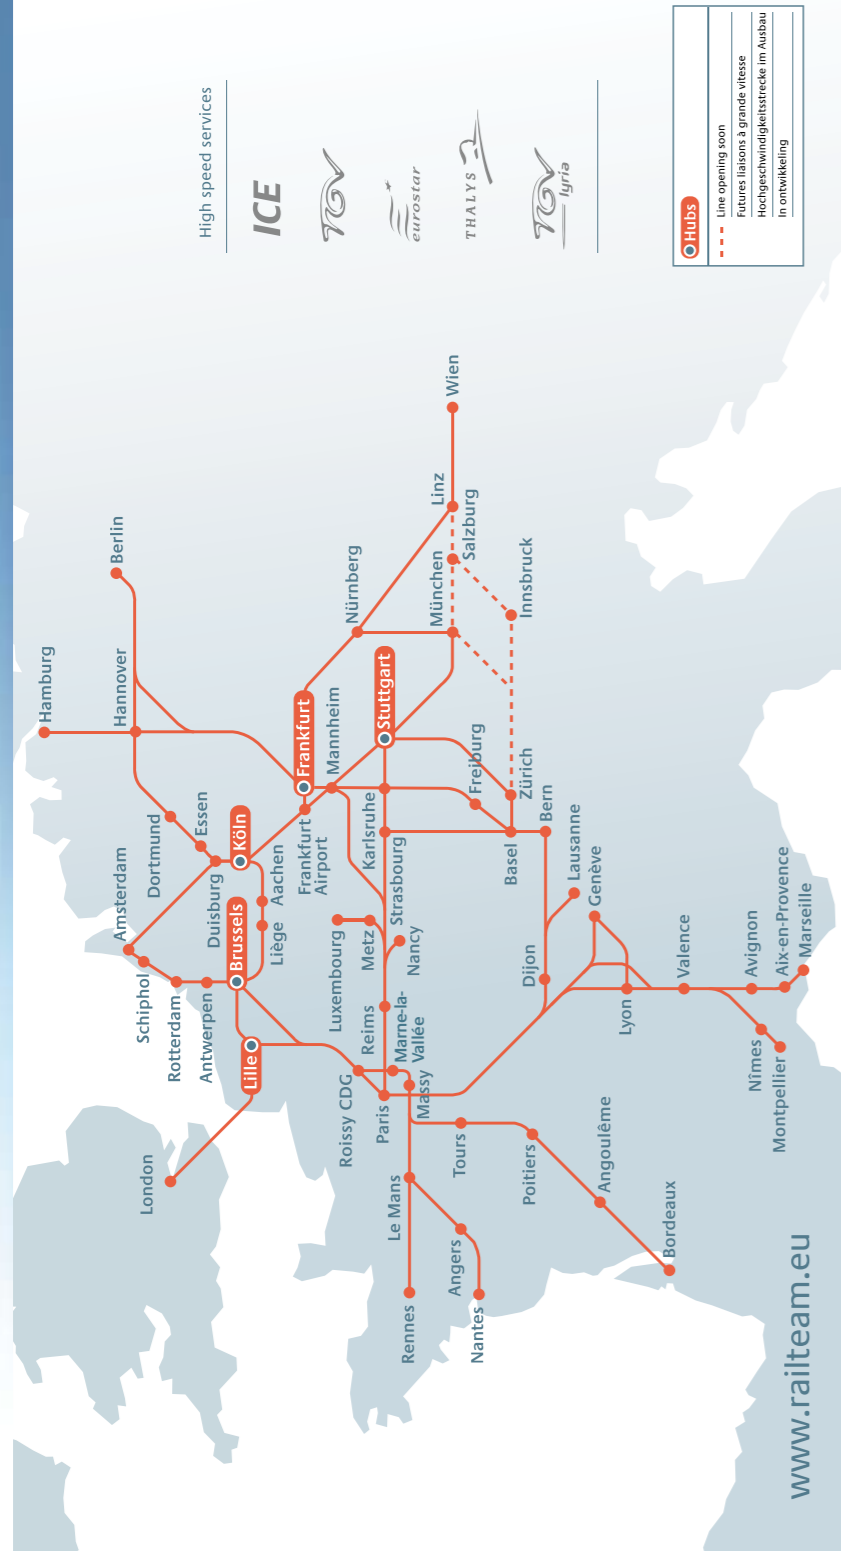 High speed services
ICE
TGV
eurostar
THALYS
TGV
lyria
Hubs
Line opening soon
Futures liaisons à grande vitesse
Hochgeschwindigkeitsstrecke im Ausbau
In ontwikkeling
Hamburg
Berlin
Hannover
Amsterdam
Schiphol
Rotterdam
Antwerpen
Dortmund
Essen
Duisburg
Köln
Brussels
Aachen
Liège
London
Lille
Frankfurt
Frankfurt
Airport
Mannheim
Nürnberg
Stuttgart
München
Linz
Wien
Salzburg
Innsbruck
Luxembourg
Metz
Nancy
Strasbourg
Karlsruhe
Freiburg
Zürich
Basel
Bern
Lausanne
Genève
Reims
Marne-la-
Vallée
Massy
Roissy CDG
Paris
Le Mans
Rennes
Angers
Nantes
Tours
Poitiers
Angoulême
Bordeaux
Dijon
Lyon
Valence
Avignon
Aix-en-Provence
Marseille
Nîmes
Montpellier
www.railteam.eu